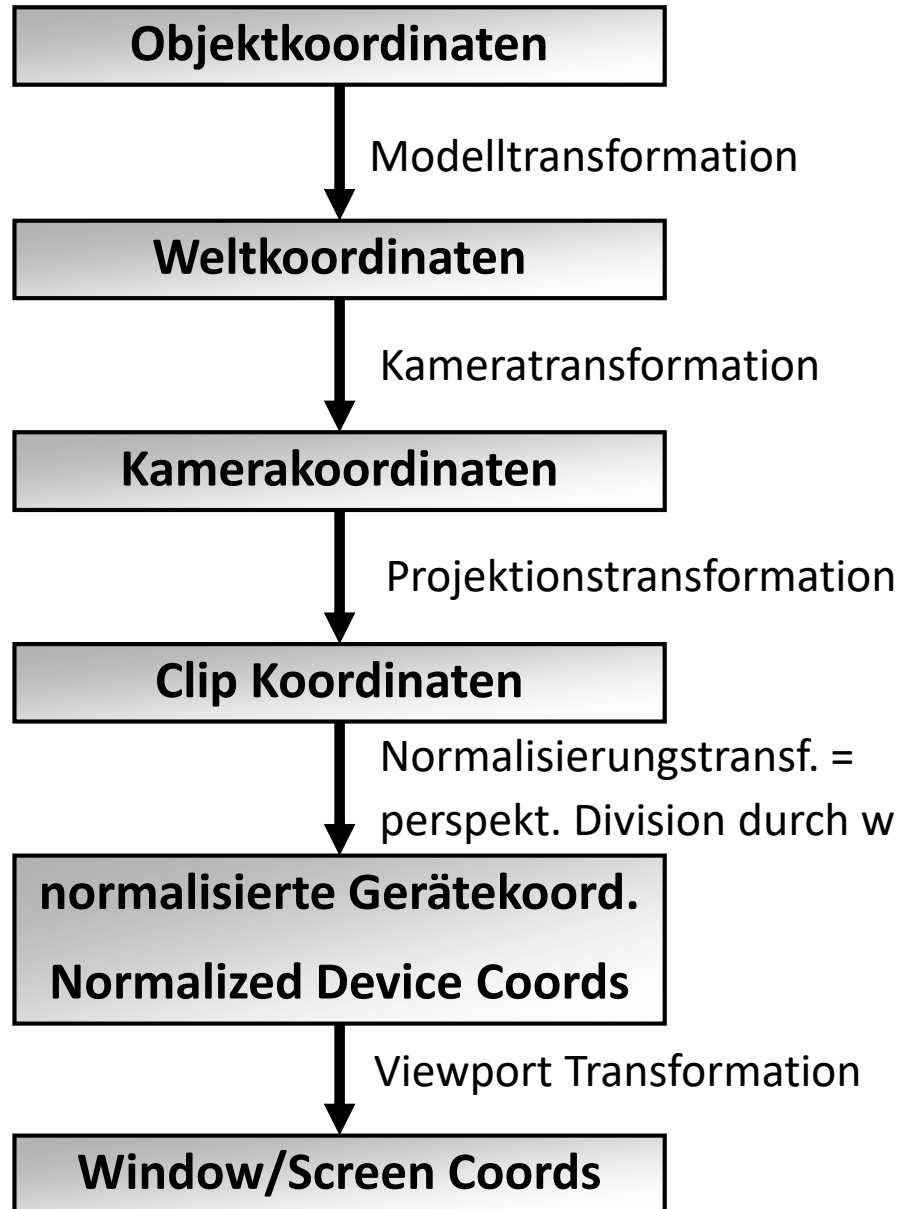 Objektkoordinaten
Modelltransformation
Weltkoordinaten
Kameratransformation
Kamerakoordinaten
Projektionstransformation
Clip Koordinaten
Normalisierungstransf. =
perspekt. Division durch w
normalisierte Gerätekoord.
Normalized Device Coords
Viewport Transformation
Window/Screen Coords